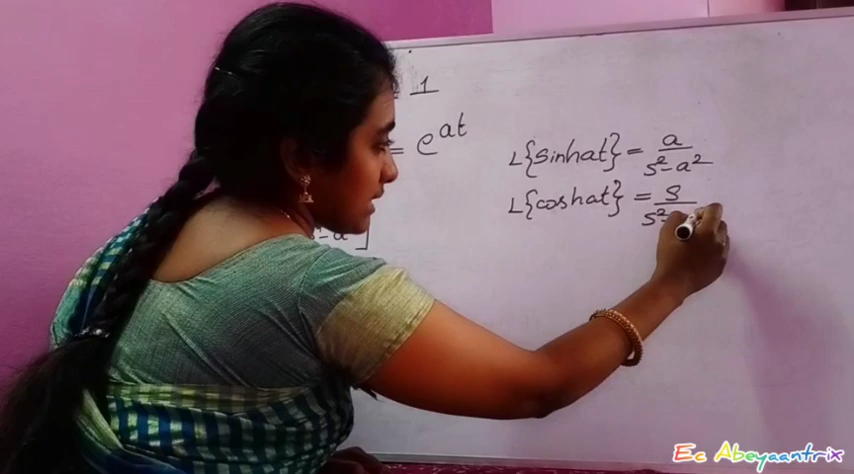 = 1
= e^at
s - a ]
L{sinhat} = a/s²-a²
L{coshat} = s/s²-
Ec Abeyaantrix